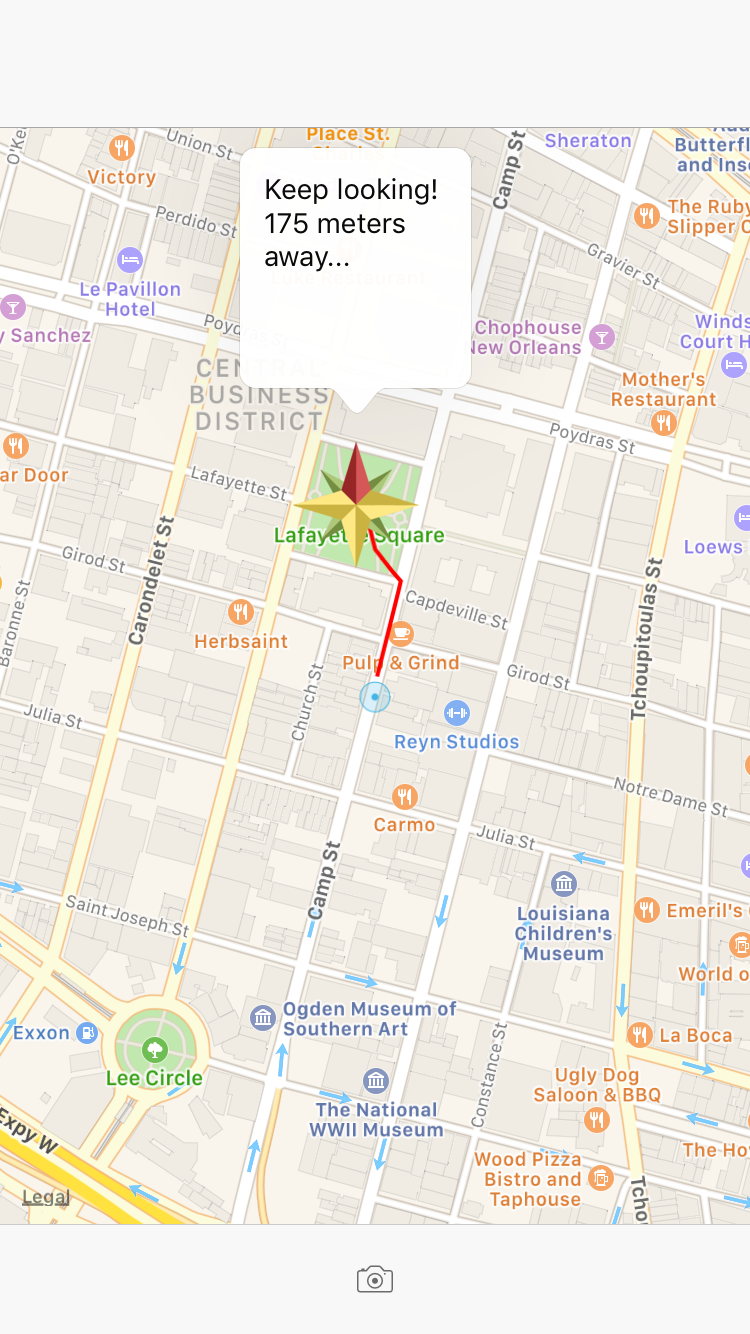 Place St.
Sheraton
Butterfl
and Inse
Union St
Camp St
O'Ke
Victory
The Ruby
Slipper C
Keep looking!
175 meters
away...
Perdido St
Gravier St
Le Pavillon
Hotel
y Sanchez
Poyd
Chophouse
New Orleans
Winds
Court H
CENTRAL
BUSINESS
DISTRICT
Mother's
Restaurant
Poydras St
ar Door
Lafayette St
Lafayette Square
Loews
Carondelet St
Girod St
Baronne St
Capdeville St
Tchoupitoulas St
Herbsaint
Pulp & Grind
Church St
Girod St
Julia St
Reyn Studios
Notre Dame St
Carmo
Julia St
Camp St
Saint Joseph St
Louisiana
Children's
Museum
Emeril's
World o
Exxon
Ogden Museum of
Southern Art
La Boca
Constance St
Lee Circle
Ugly Dog
Saloon & BBQ
The National
WWII Museum
Expy W
Wood Pizza
Bistro and
Taphouse
The Ho
Legal
Tcho